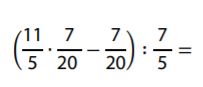 (11/5 · 7/20 − 7/20) : 7/5 =